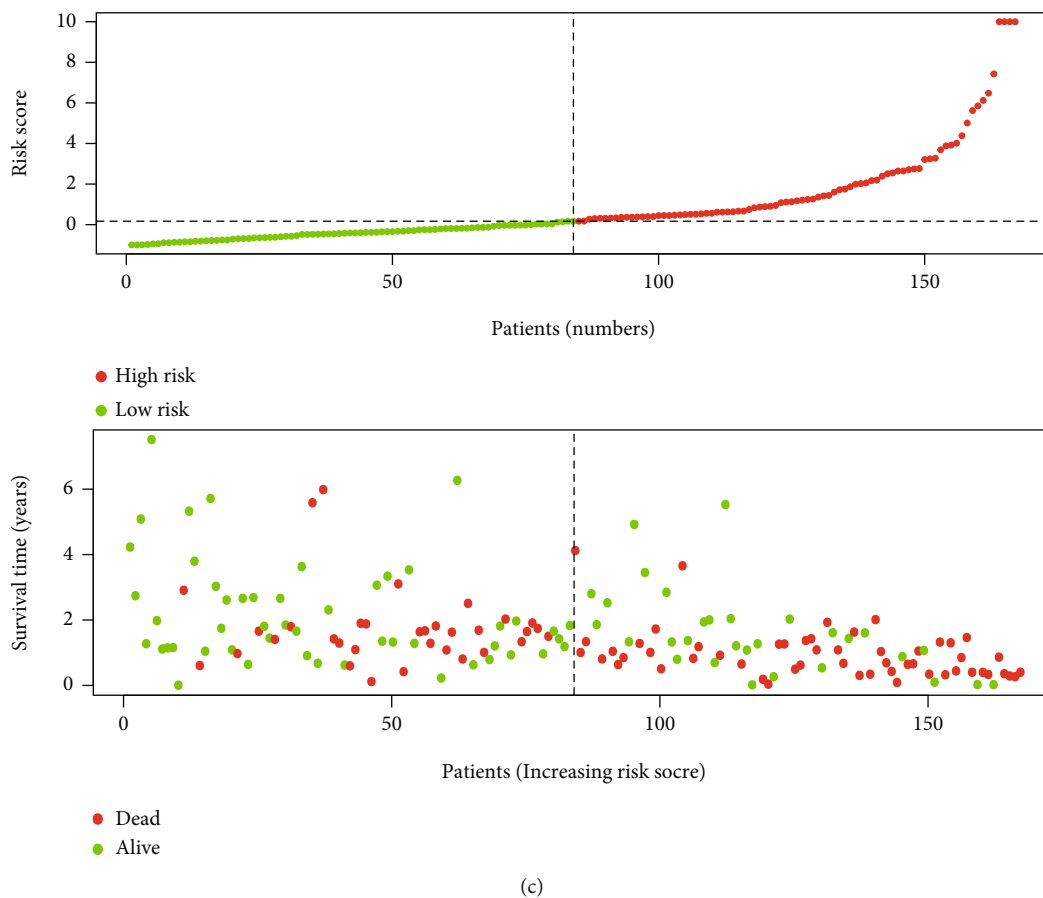 10
8
6
4
2
0
Risk score
0 50 100 150
Patients (numbers)
High risk
Low risk
6
4
2
0
Survival time (years)
0 50 100 150
Patients (Increasing risk socre)
Dead
Alive
(c)